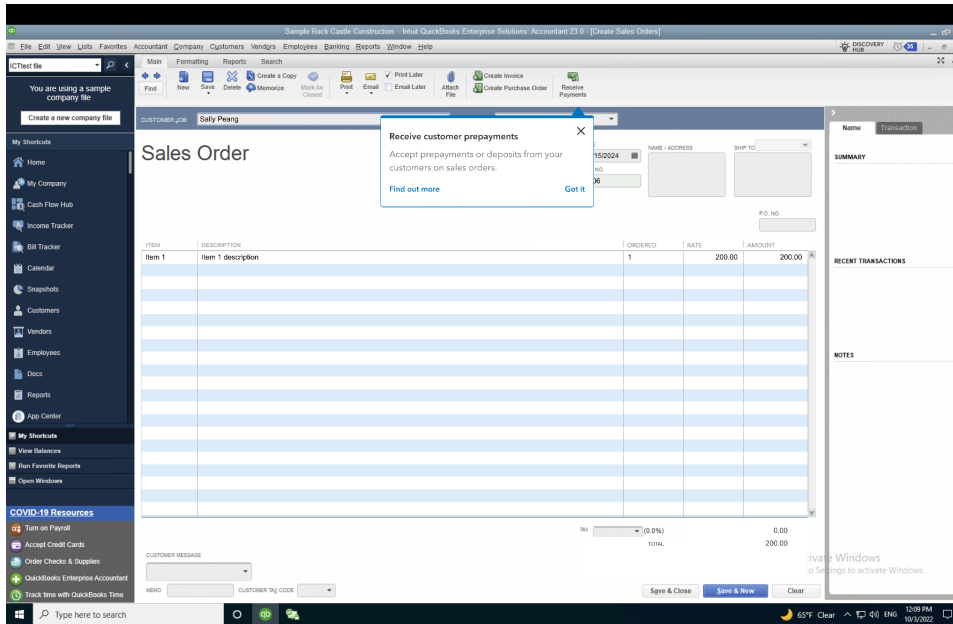 Sample Rock Castle Construction - Intuit QuickBooks Enterprise Solutions: Accountant 23.0 - [Create Sales Orders]
File Edit View Lists Favorites Accountant Company Customers Vendors Employees Banking Reports Window Help
DISCOVERY HUB
36
ICTtest file
You are using a sample company file
Create a new company file
My Shortcuts
Home
My Company
Cash Flow Hub
Income Tracker
Bill Tracker
Calendar
Snapshots
Customers
Vendors
Employees
Docs
Reports
App Center
My Shortcuts
View Balances
Run Favorite Reports
Open Windows
COVID-19 Resources
Turn on Payroll
Accept Credit Cards
Order Checks & Supplies
QuickBooks Enterprise Accountant
Track time with QuickBooks Time
Main Formatting Reports Search
Find
New
Save
Delete
Create a Copy
Memorize
Mark As Closed
Print
Email
Print Later
Email Later
Attach File
Create Invoice
Create Purchase Order
Receive Payments
CUSTOMER:JOB Sally Peang
Sales Order
Receive customer prepayments
Accept prepayments or deposits from your
customers on sales orders.
Find out more Got it
15/2024
NO.
06
NAME / ADDRESS
SHIP TO
P.O. NO.
ITEM DESCRIPTION ORDERED RATE AMOUNT
Item 1 Item 1 description 1 200.00 200.00
TAX (0.0%) 0.00
TOTAL 200.00
CUSTOMER MESSAGE
MEMO
CUSTOMER TAX CODE
Save & Close Save & New Clear
Name Transaction
SUMMARY
RECENT TRANSACTIONS
NOTES
ivate Windows
to Settings to activate Windows.
Type here to search
65°F Clear
ENG
12:09 PM
10/3/2022